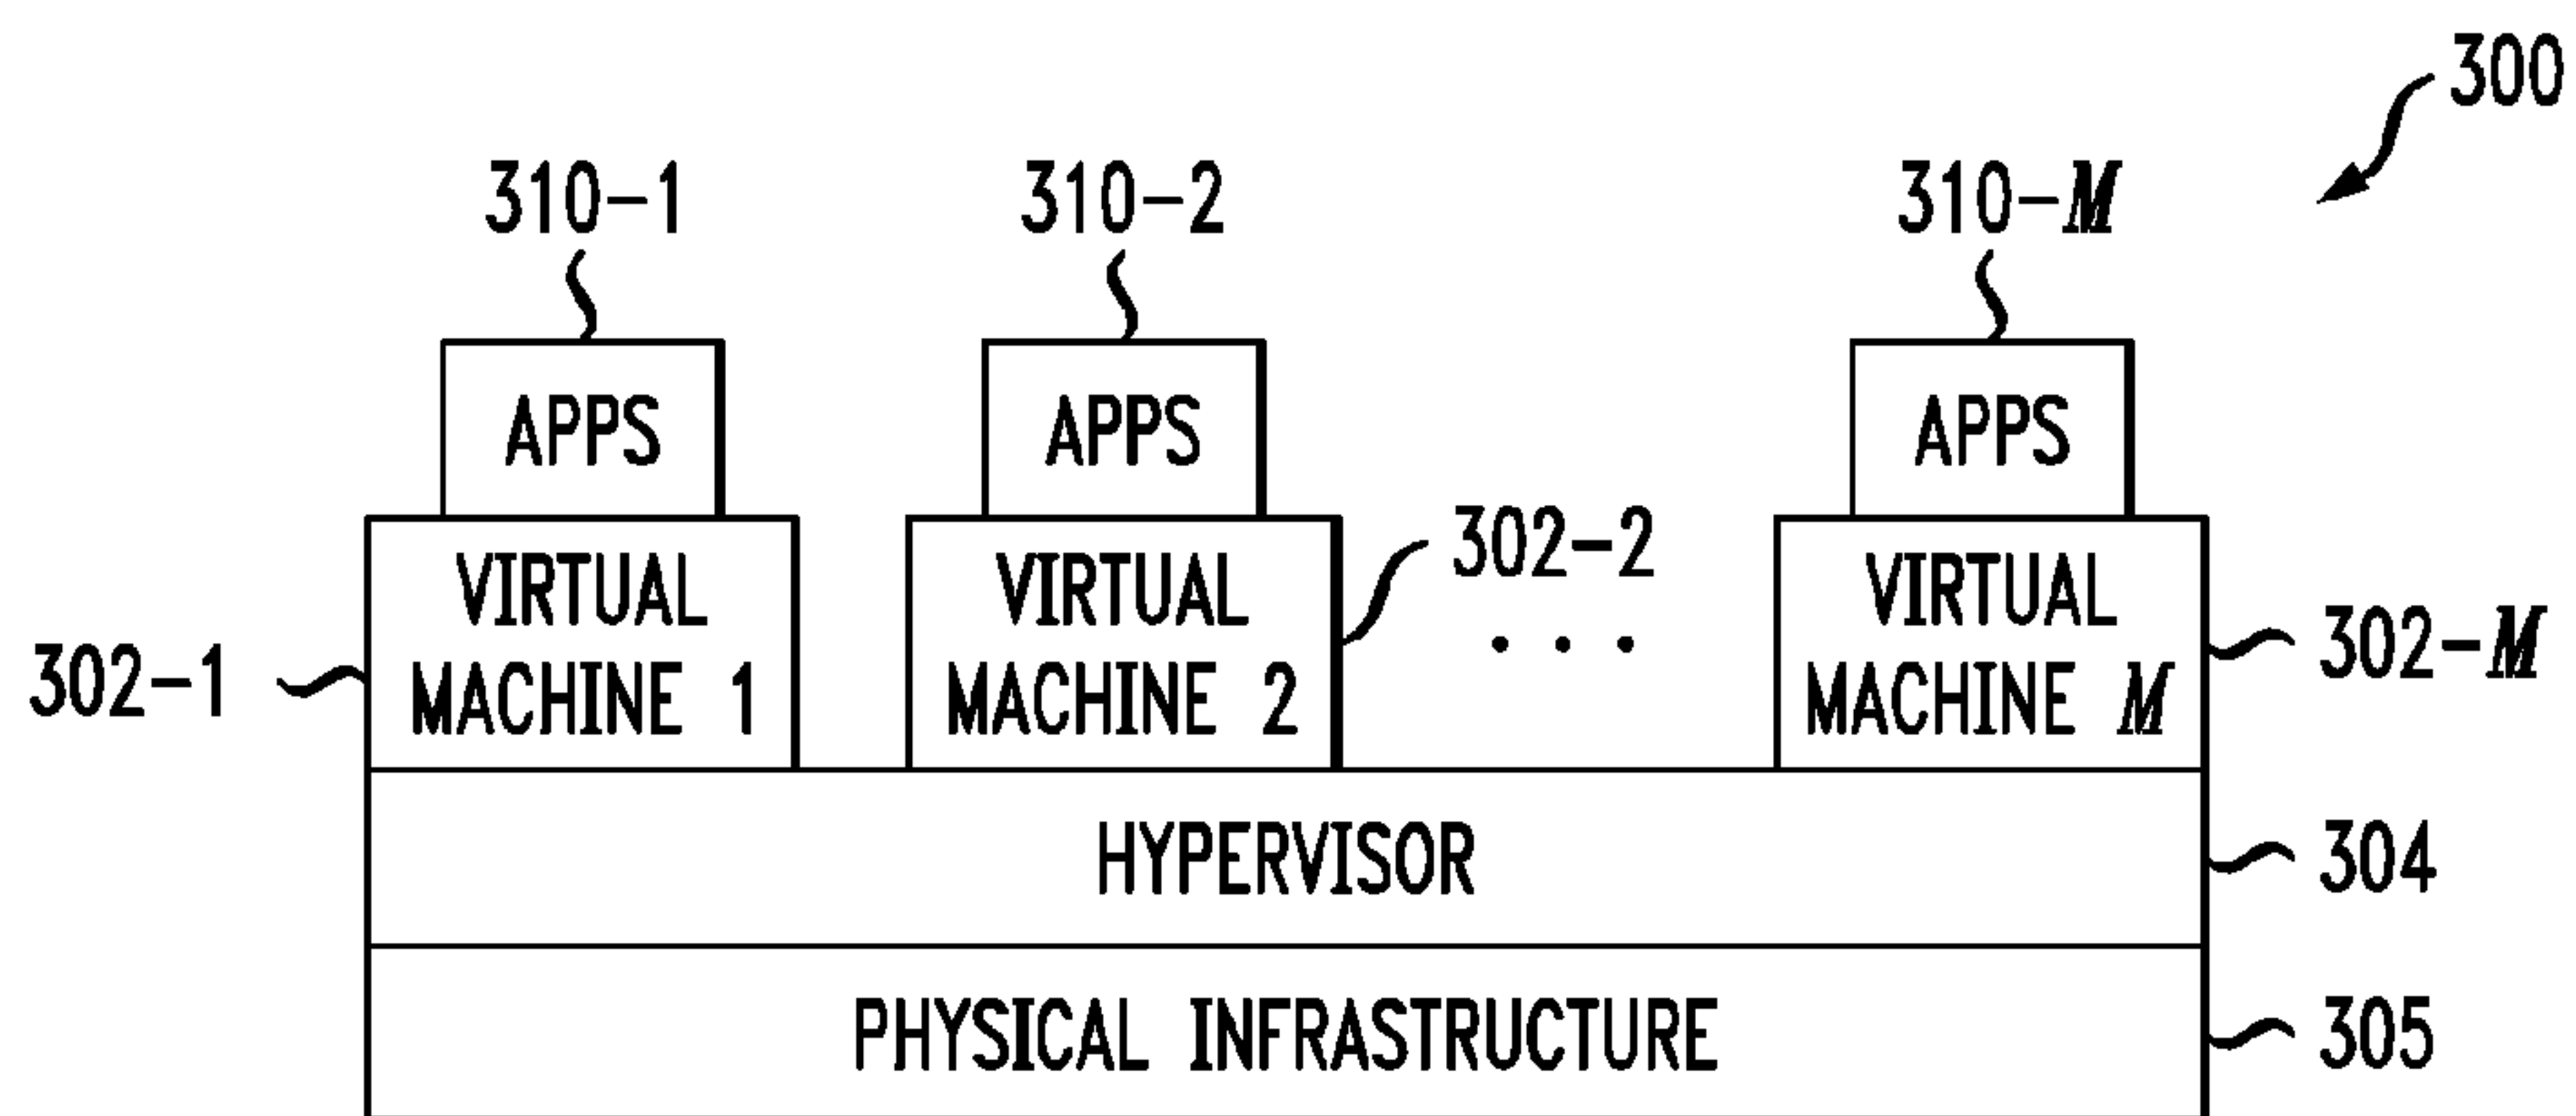 300
310-1 310-2 310-M
APPS APPS APPS
302-2
VIRTUAL VIRTUAL VIRTUAL
302-1 MACHINE 1 MACHINE 2 . . . MACHINE M 302-M
HYPERVISOR 304
PHYSICAL INFRASTRUCTURE 305